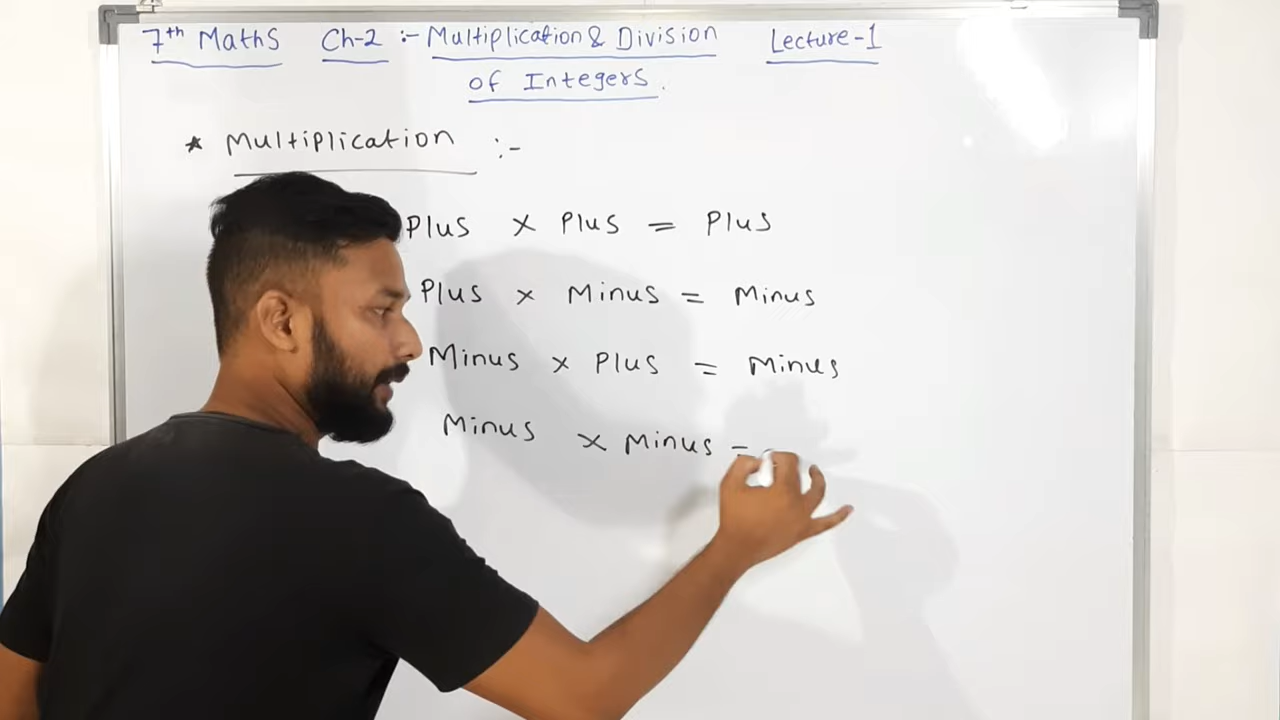 7th Maths Ch-2 :- Multiplication & Division Lecture-1
of Integers.
* Multiplication :-
Plus × Plus = Plus
Plus × Minus = Minus
Minus × Plus = Minus
Minus × Minus =